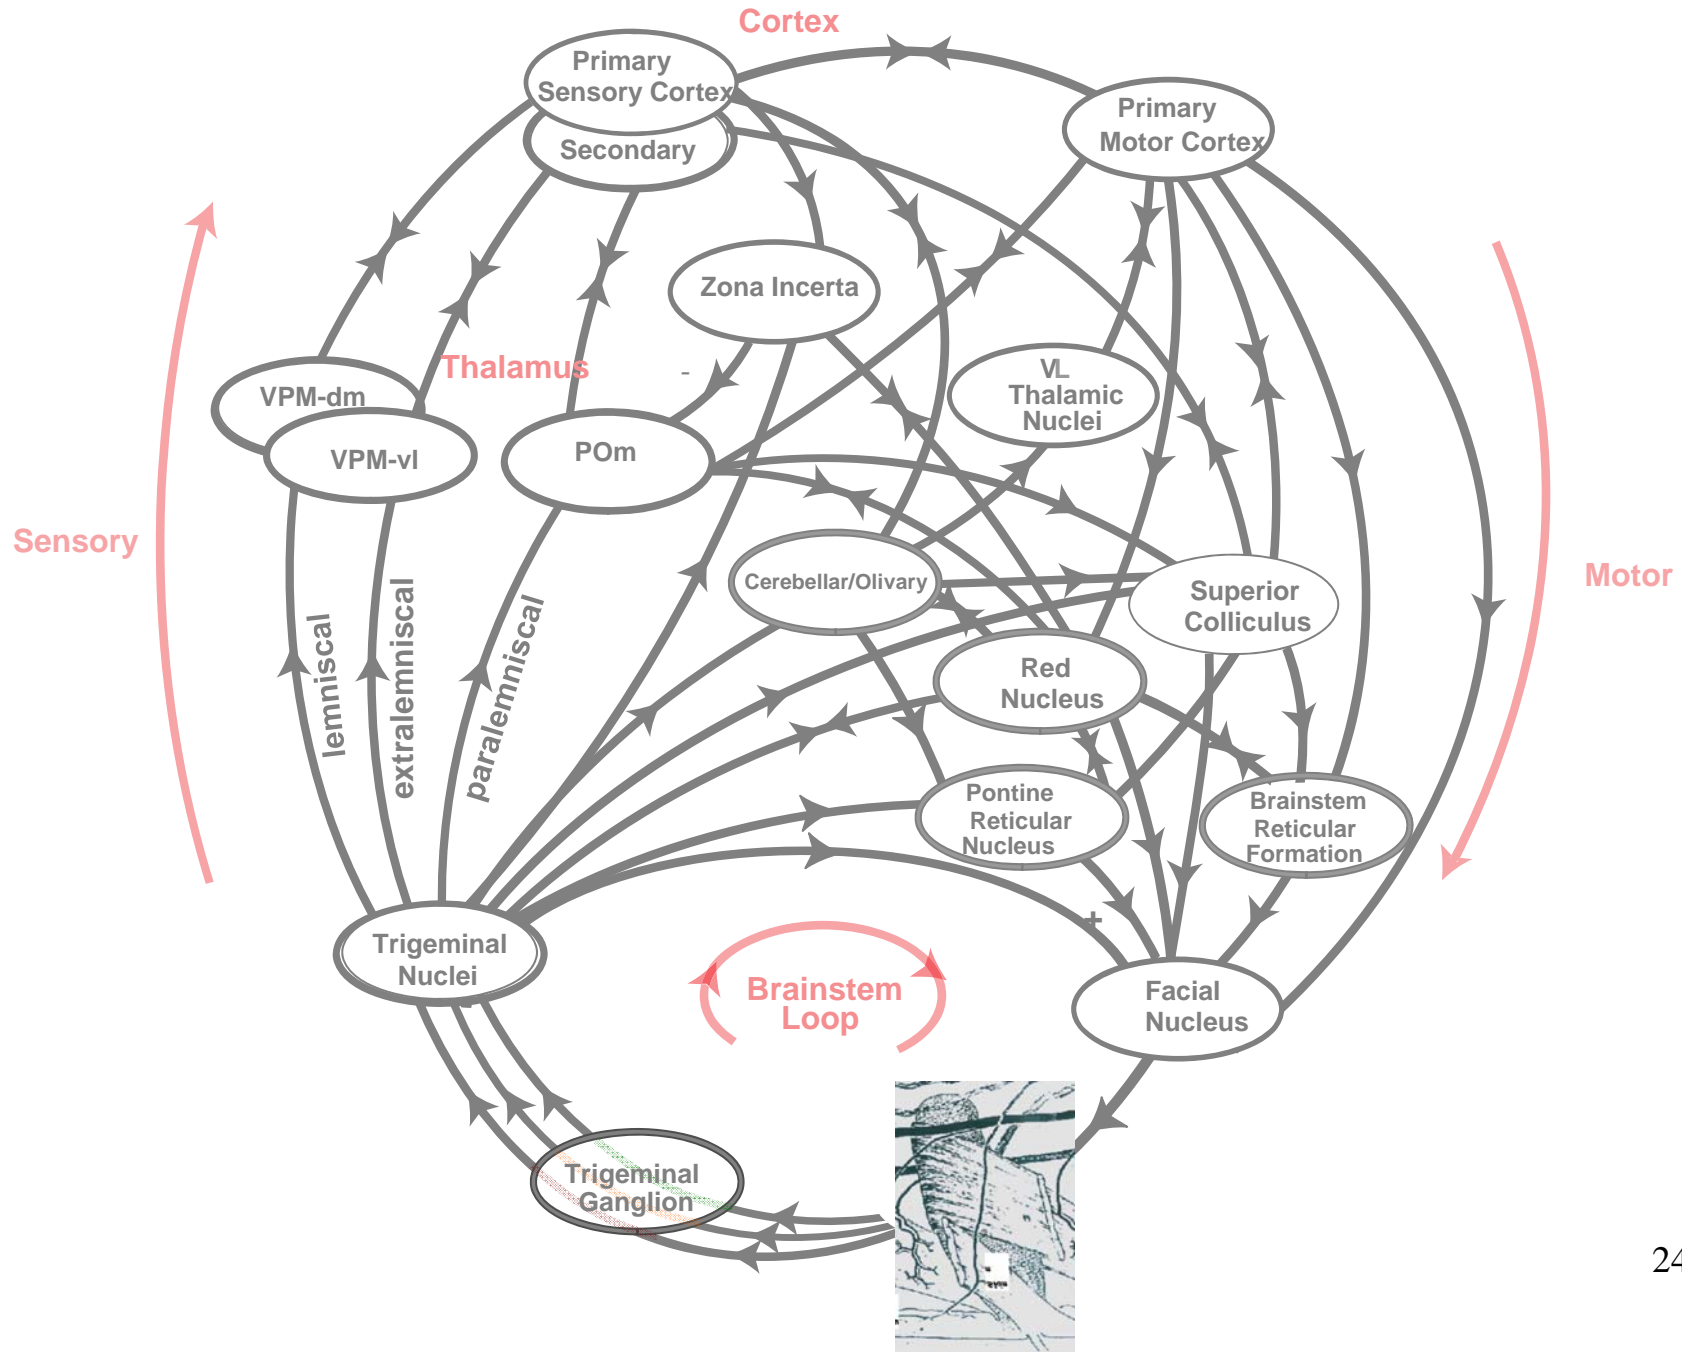 Cortex
Primary
Sensory Cortex
Secondary
Primary
Motor Cortex
Zona Incerta
Thalamus
-
VL
Thalamic
Nuclei
VPM-dm
VPM-vl
POm
Sensory
Motor
Cerebellar/Olivary
Superior
Colliculus
lemniscal
extralemniscal
paralemniscal
Red
Nucleus
Pontine
Reticular
Nucleus
Brainstem
Reticular
Formation
+
Trigeminal
Nuclei
Brainstem
Loop
Facial
Nucleus
Trigeminal
Ganglion
24